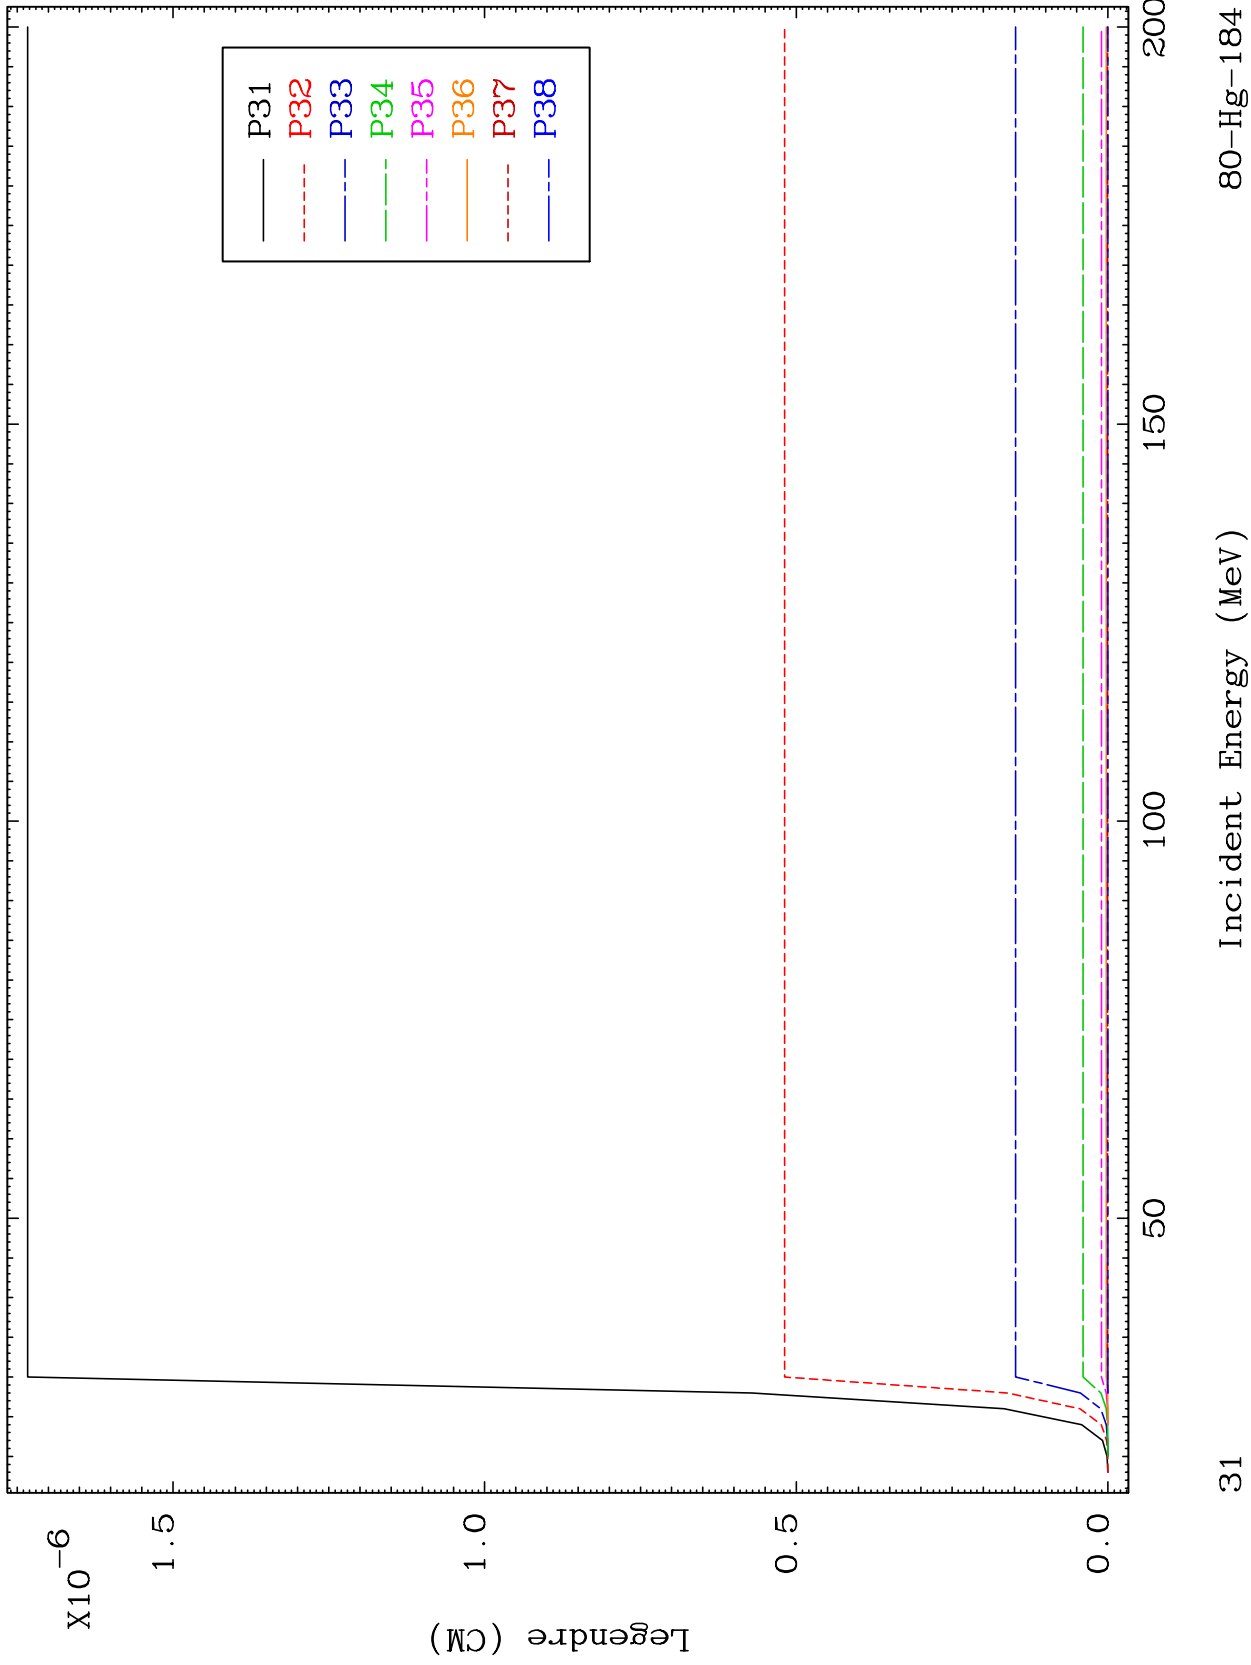 X10-6
1.5
1.0
0.5
0.0
Legendre (CM)
P31
P32
P33
P34
P35
P36
P37
P38
50
100
150
200
Incident Energy (MeV)
31
80-Hg-184